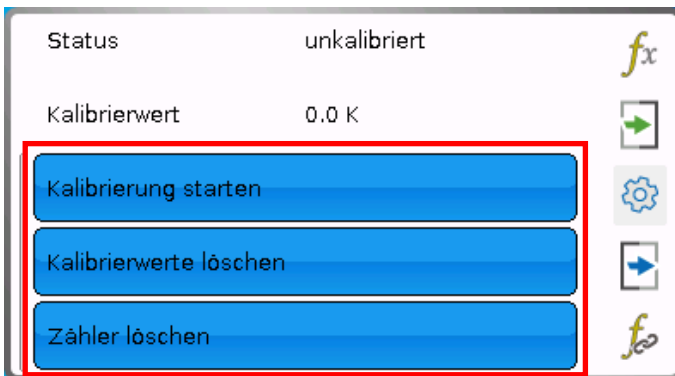 Status unkalibriert
Kalibrierwert 0.0 K
Kalibrierung starten
Kalibrierwerte löschen
Zähler löschen